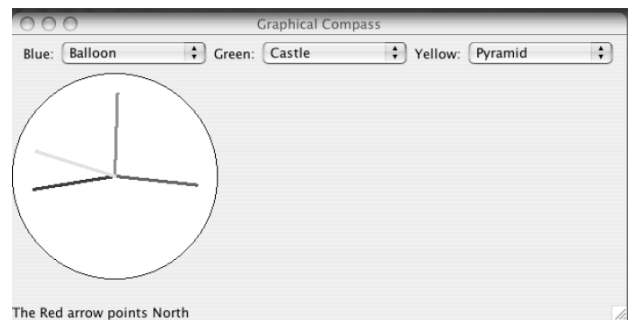 Graphical Compass
Blue: Balloon Green: Castle Yellow: Pyramid
The Red arrow points North